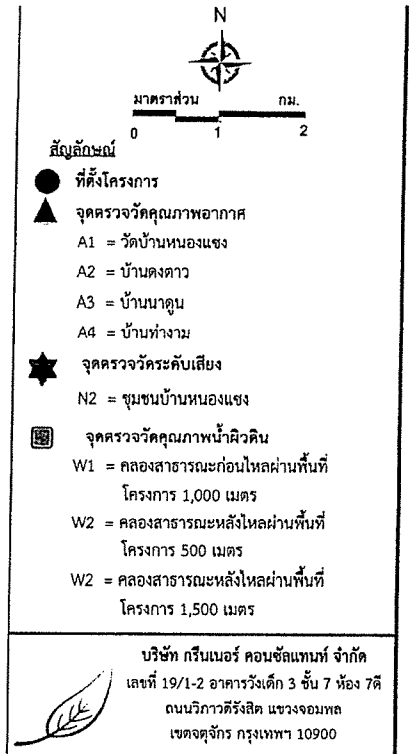 N
มาตราส่วน กม.
0 1 2
สัญลักษณ์
ที่ตั้งโครงการ
จุดตรวจวัดคุณภาพอากาศ
A1 = วัดบ้านหนองแซง
A2 = บ้านดงตาว
A3 = บ้านนาดูน
A4 = บ้านท่างาม
จุดตรวจวัดระดับเสียง
N2 = ชุมชนบ้านหนองแซง
จุดตรวจวัดคุณภาพน้ำผิวดิน
W1 = คลองสาธารณะก่อนไหลผ่านพื้นที่
โครงการ 1,000 เมตร
W2 = คลองสาธารณะหลังไหลผ่านพื้นที่
โครงการ 500 เมตร
W2 = คลองสาธารณะหลังไหลผ่านพื้นที่
โครงการ 1,500 เมตร
บริษัท กรีนเนอร์ คอนซัลแทนท์ จำกัด
เลขที่ 19/1-2 อาคารวังเด็ก 3 ชั้น 7 ห้อง 7ดี
ถนนวิภาวดีรังสิต แขวงจอมพล
เขตจตุจักร กรุงเทพฯ 10900